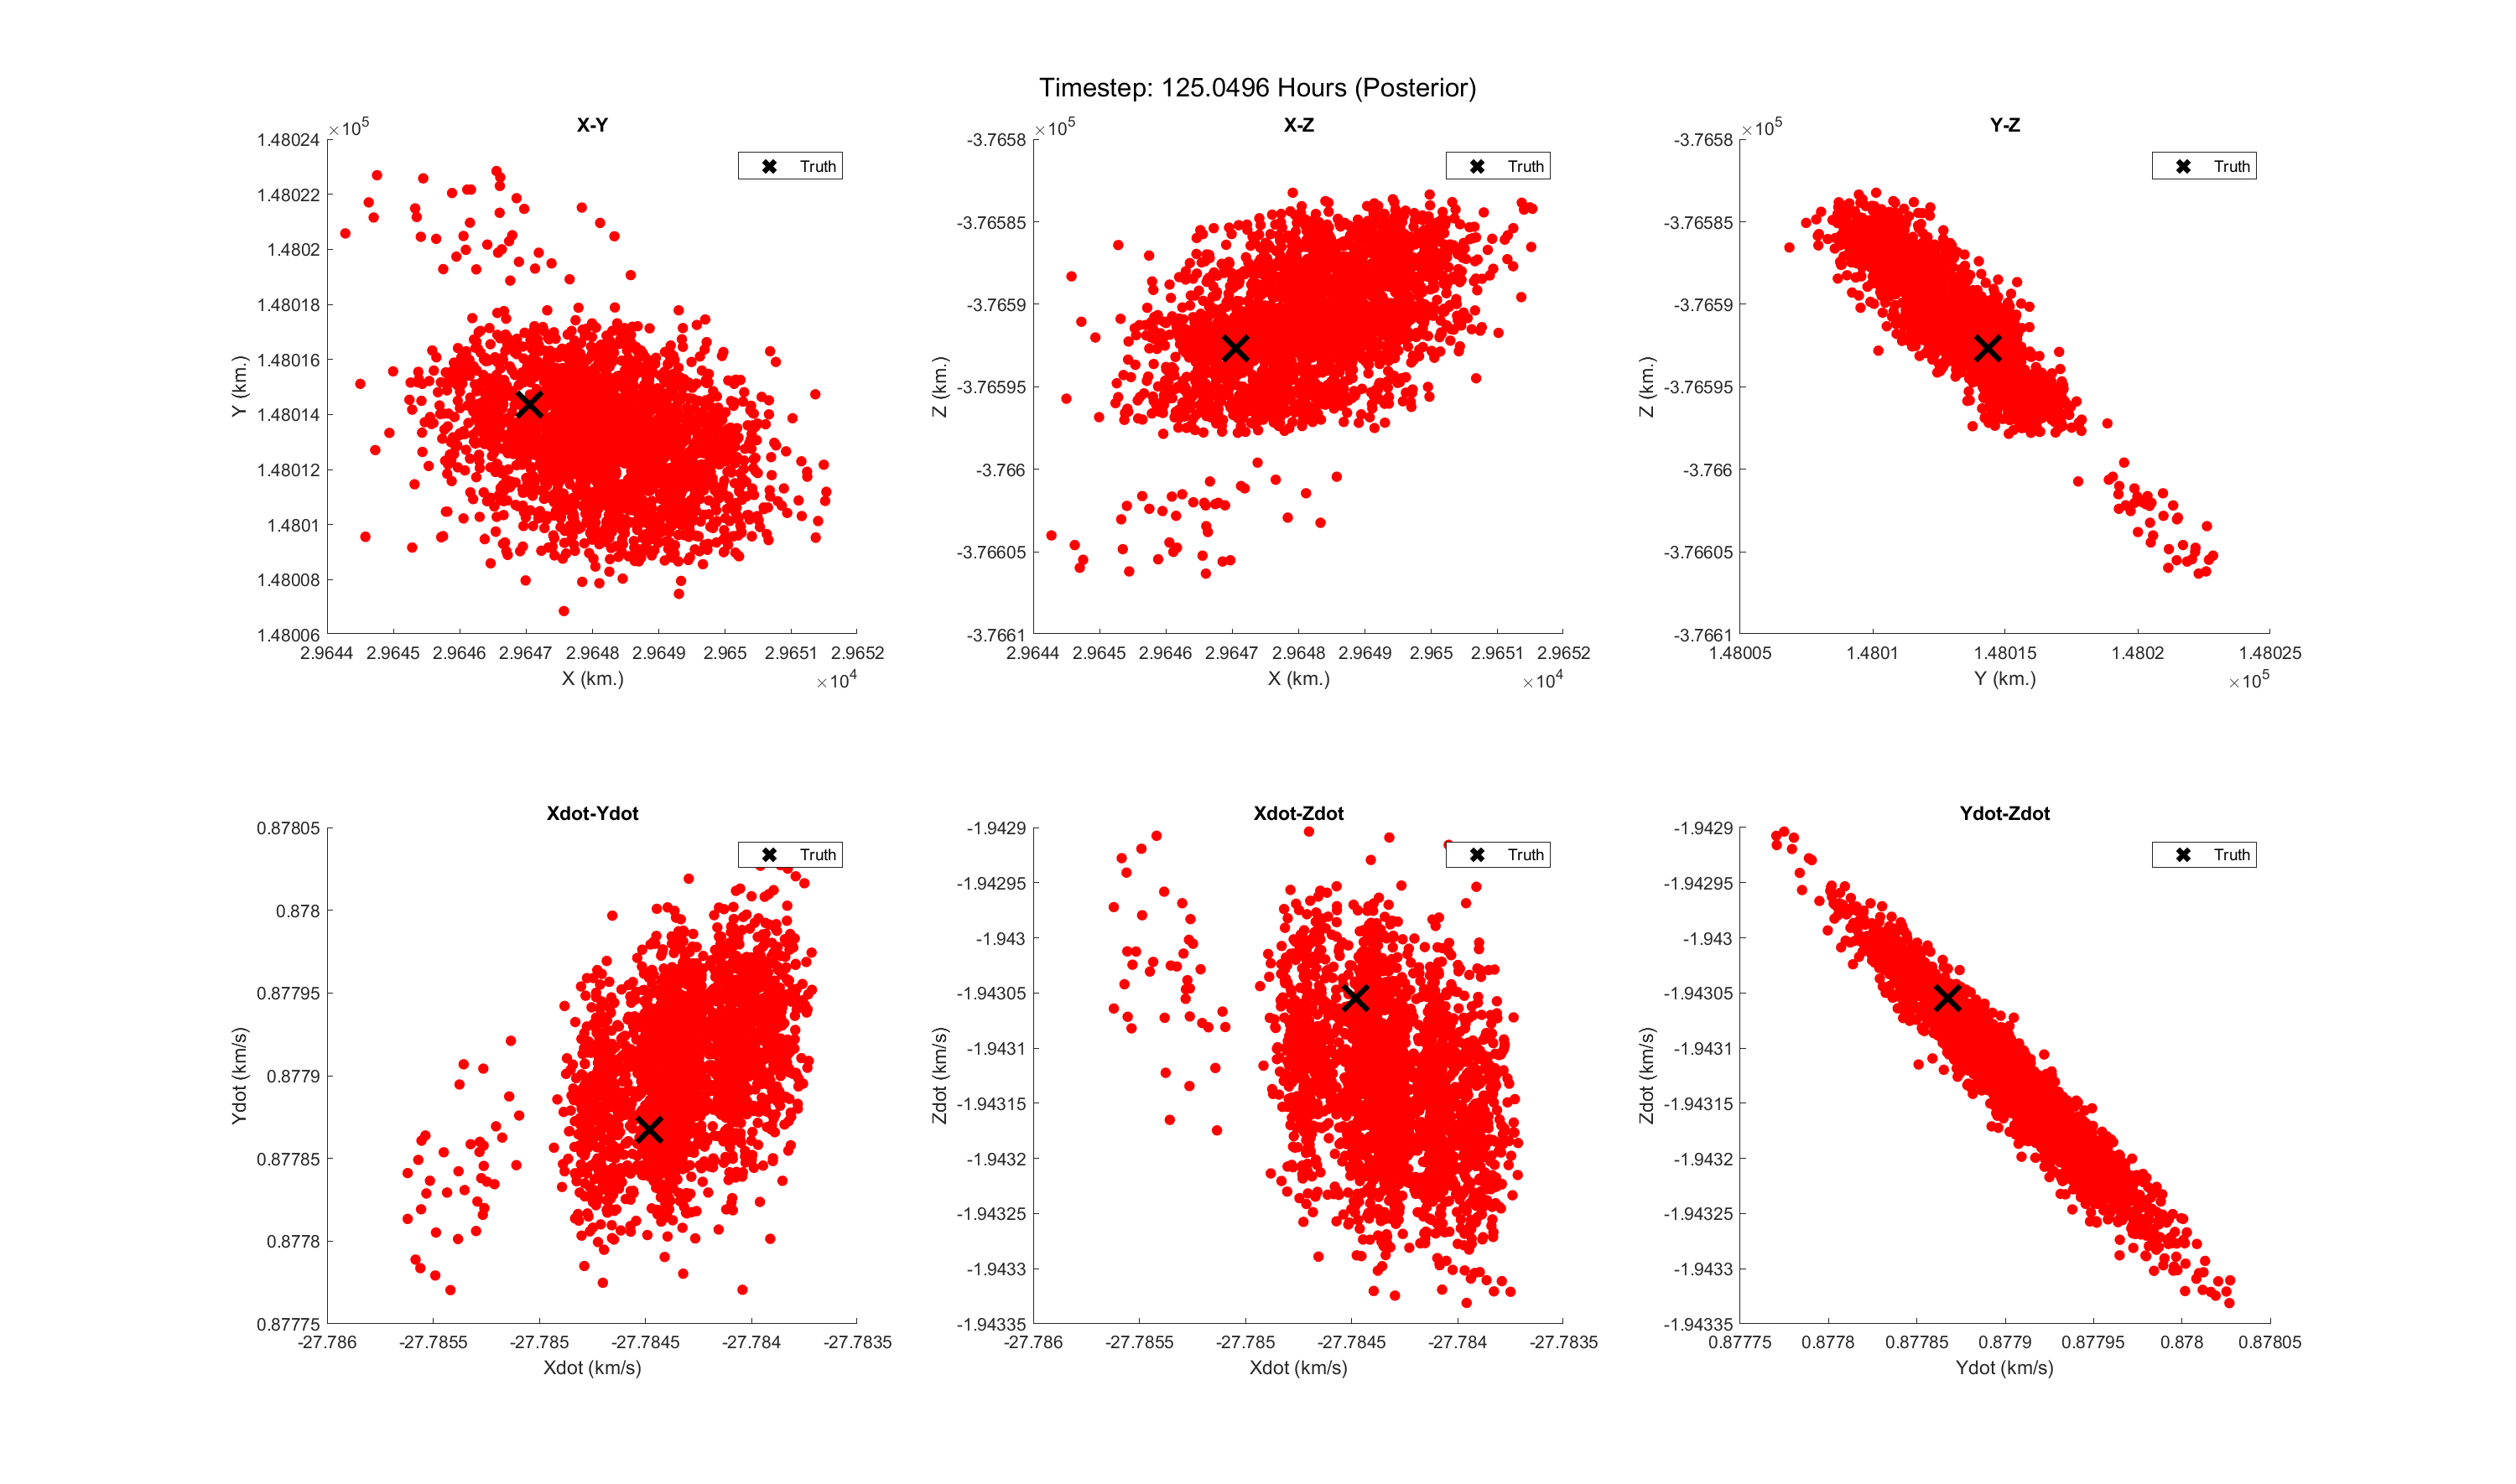 Timestep: 125.0496 Hours (Posterior)
X-Y
×10^5
1.48024
1.48022
1.4802
1.48018
1.48016
1.48014
1.48012
1.4801
1.48008
1.48006
Y (km.)
Truth
2.9644 2.9645 2.9646 2.9647 2.9648 2.9649 2.965 2.9651 2.9652
X (km.)
×10^4
X-Z
×10^5
-3.7658
-3.76585
-3.7659
-3.76595
-3.766
-3.76605
-3.7661
Z (km.)
Truth
2.9644 2.9645 2.9646 2.9647 2.9648 2.9649 2.965 2.9651 2.9652
X (km.)
×10^4
Y-Z
×10^5
-3.7658
-3.76585
-3.7659
-3.76595
-3.766
-3.76605
-3.7661
Z (km.)
Truth
1.48005 1.4801 1.48015 1.4802 1.48025
Y (km.)
×10^5
Xdot-Ydot
0.87805
0.878
0.87795
0.8779
0.87785
0.8778
0.87775
Ydot (km/s)
Truth
-27.786 -27.7855 -27.785 -27.7845 -27.784 -27.7835
Xdot (km/s)
Xdot-Zdot
-1.9429
-1.94295
-1.943
-1.94305
-1.9431
-1.94315
-1.9432
-1.94325
-1.9433
-1.94335
Zdot (km/s)
Truth
-27.786 -27.7855 -27.785 -27.7845 -27.784 -27.7835
Xdot (km/s)
Ydot-Zdot
-1.9429
-1.94295
-1.943
-1.94305
-1.9431
-1.94315
-1.9432
-1.94325
-1.9433
-1.94335
Zdot (km/s)
Truth
0.87775 0.8778 0.87785 0.8779 0.87795 0.878 0.87805
Ydot (km/s)